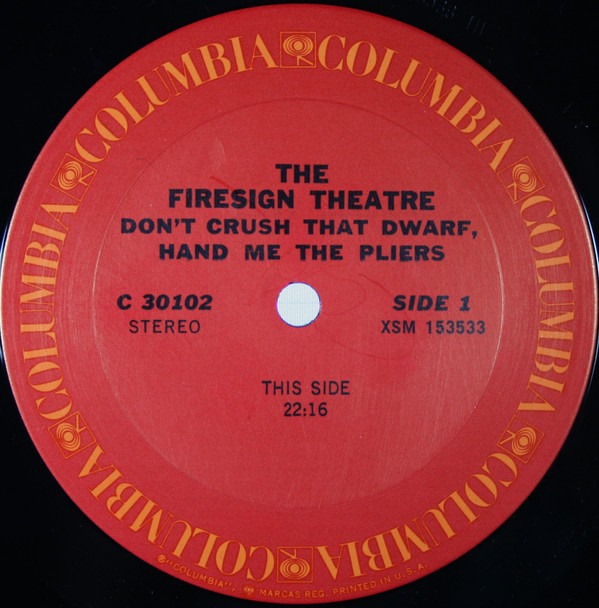 COLUMBIA COLUMBIA COLUMBIA COLUMBIA COLUMBIA COLUMBIA COLUMBIA COLUMBIA
THE
FIRESIGN THEATRE
DON'T CRUSH THAT DWARF,
HAND ME THE PLIERS
C 30102 SIDE 1
STEREO XSM 153533
THIS SIDE
22:16
®"COLUMBIA", MARCAS REG. PRINTED IN U.S.A.